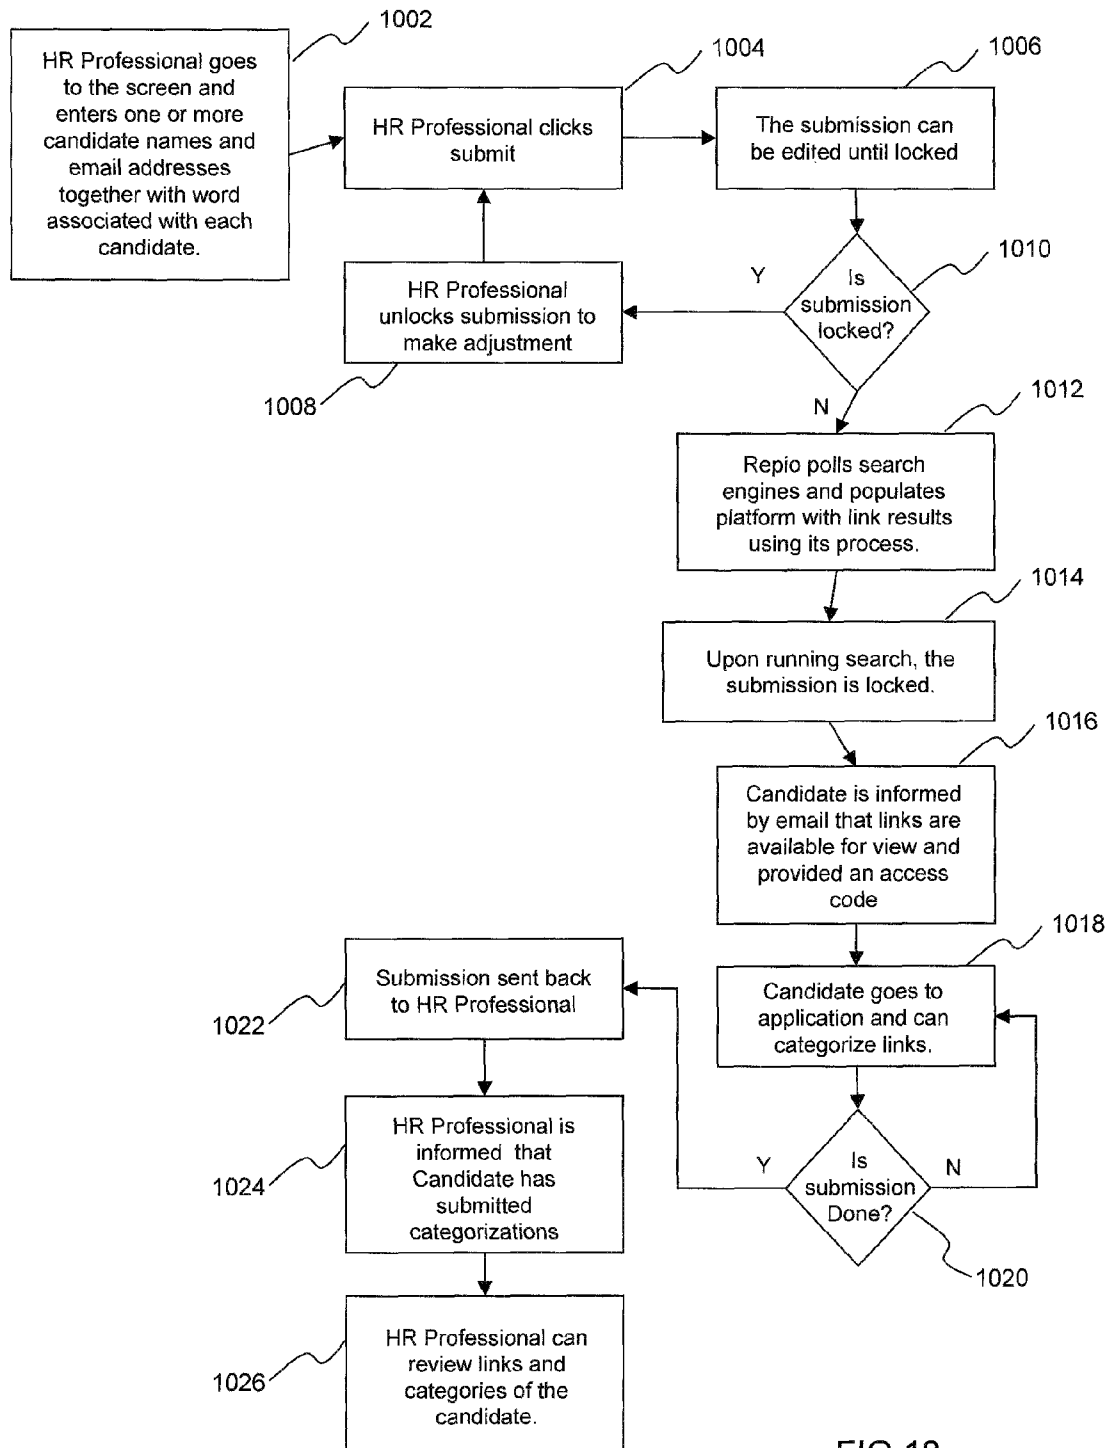 1002
HR Professional goes
to the screen and
enters one or more
candidate names and
email addresses
together with word
associated with each
candidate.
1004
HR Professional clicks
submit
1006
The submission can
be edited until locked
1010
Is
submission
locked?
Y
N
HR Professional
unlocks submission to
make adjustment
1008
1012
Repio polls search
engines and populates
platform with link results
using its process.
1014
Upon running search, the
submission is locked.
1016
Candidate is informed
by email that links are
available for view and
provided an access
code
1018
Candidate goes to
application and can
categorize links.
Y
Is
submission
Done?
N
1020
Submission sent back
to HR Professional
1022
HR Professional is
informed that
Candidate has
submitted
categorizations
1024
HR Professional can
review links and
categories of the
candidate.
1026